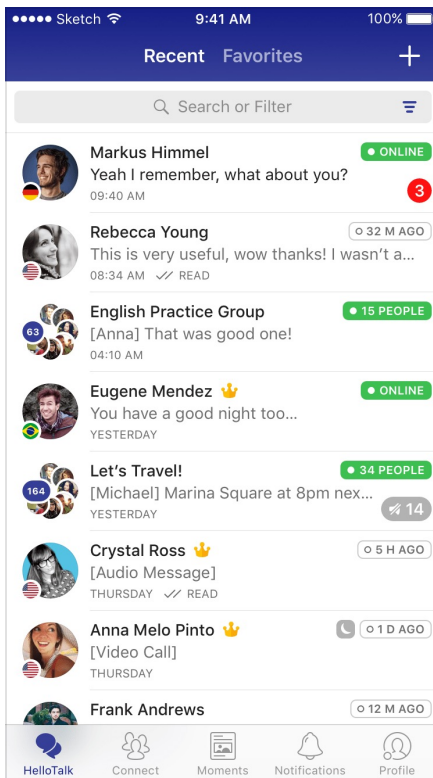 Sketch 9:41 AM 100%
Recent Favorites
Search or Filter
Markus Himmel ONLINE
Yeah I remember, what about you?
09:40 AM 3
Rebecca Young 32 M AGO
This is very useful, wow thanks! I wasn't a...
08:34 AM READ
English Practice Group 15 PEOPLE
63 [Anna] That was good one!
04:10 AM
Eugene Mendez ONLINE
You have a good night too...
YESTERDAY
Let's Travel! 34 PEOPLE
164 [Michael] Marina Square at 8pm nex...
YESTERDAY 14
Crystal Ross 5 H AGO
[Audio Message]
THURSDAY READ
Anna Melo Pinto 1 D AGO
[Video Call]
THURSDAY
Frank Andrews 12 M AGO
HelloTalk Connect Moments Notifications Profile